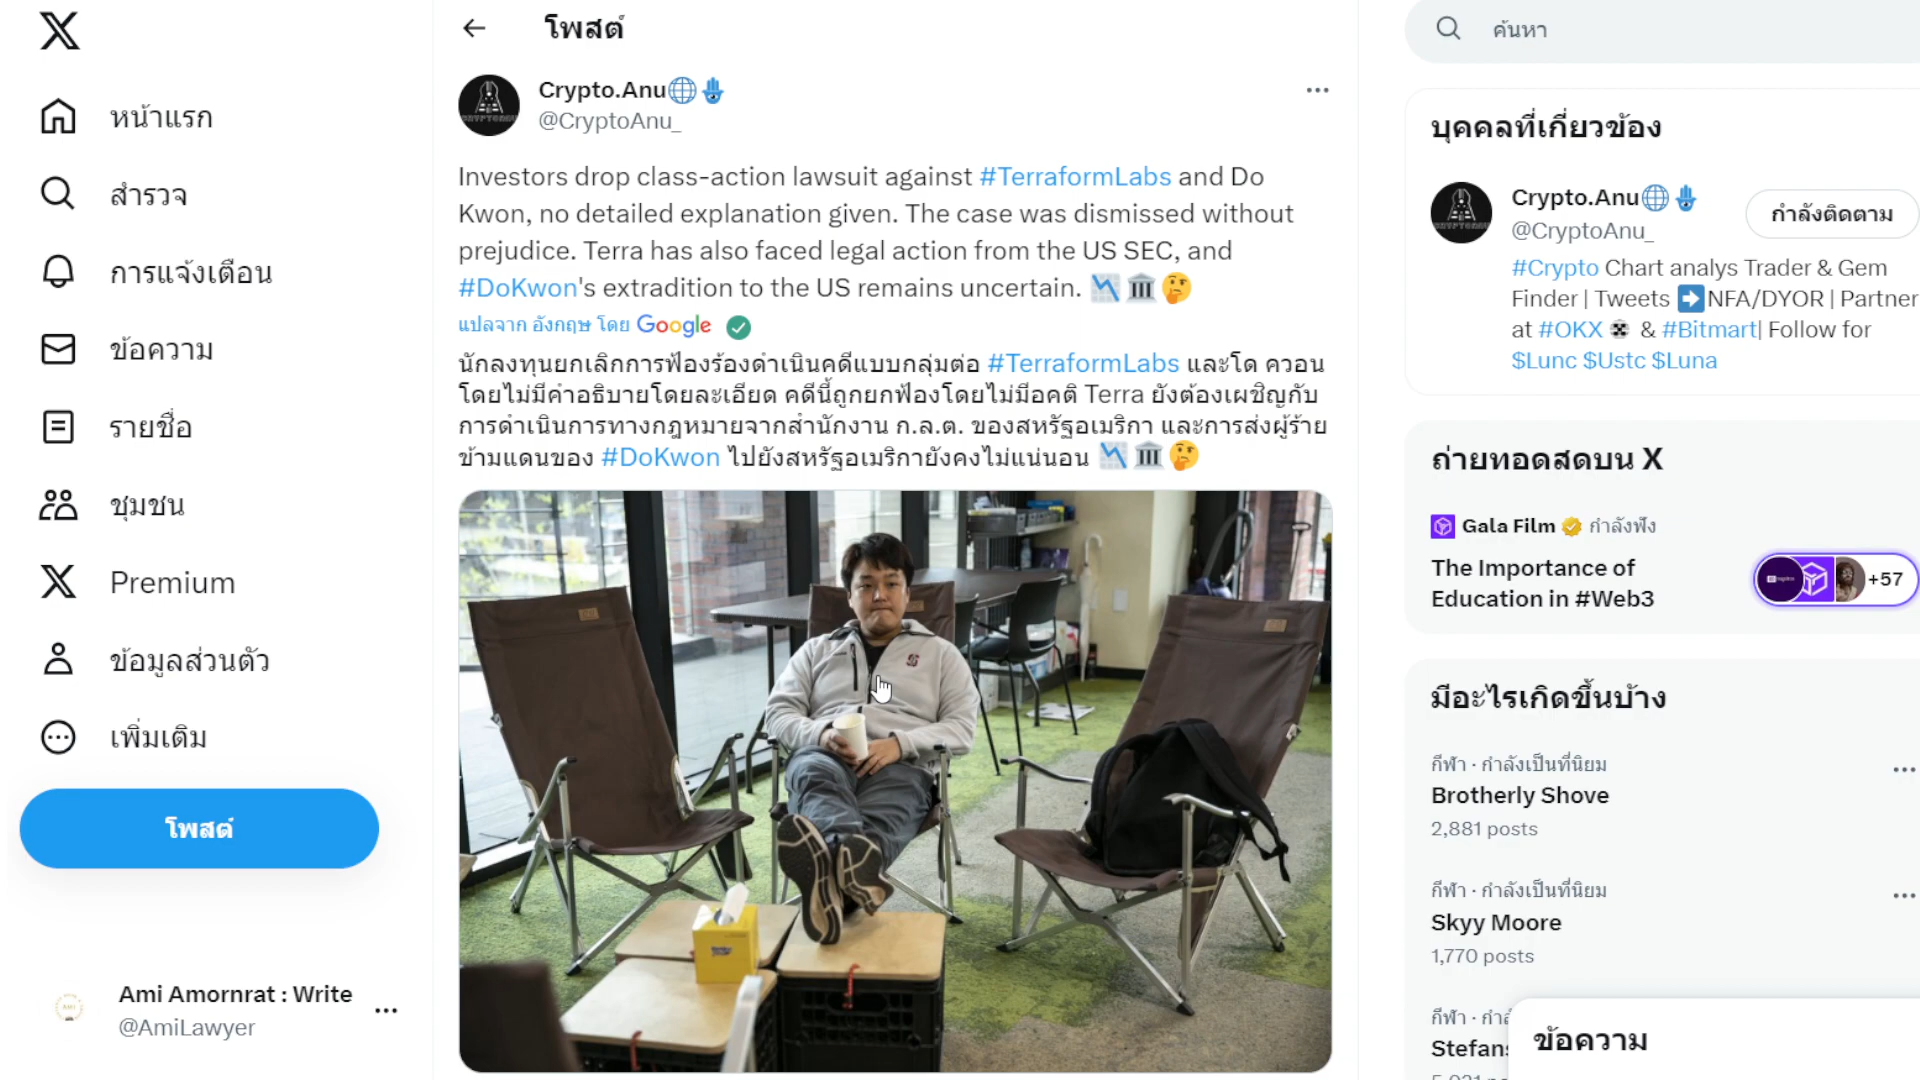 หน้าแรก
สำรวจ
การแจ้งเตือน
ข้อความ
รายชื่อ
ชุมชน
Premium
ข้อมูลส่วนตัว
เพิ่มเติม
โพสต์
Ami Amornrat : Write
@AmiLawyer
โพสต์
Crypto.Anu
@CryptoAnu_
Investors drop class-action lawsuit against #TerraformLabs and Do
Kwon, no detailed explanation given. The case was dismissed without
prejudice. Terra has also faced legal action from the US SEC, and
#DoKwon's extradition to the US remains uncertain. 📉🏛️🤔
แปลจาก อังกฤษ โดย Google
นักลงทุนยกเลิกการฟ้องร้องดำเนินคดีแบบกลุ่มต่อ #TerraformLabs และโด ควอน
โดยไม่มีคำอธิบายโดยละเอียด คดีนี้ถูกยกฟ้องโดยไม่มีอคติ Terra ยังต้องเผชิญกับ
การดำเนินการทางกฎหมายจากสำนักงาน ก.ล.ต. ของสหรัฐอเมริกา และการส่งผู้ร้าย
ข้ามแดนของ #DoKwon ไปยังสหรัฐอเมริกายังคงไม่แน่นอน 📉🏛️🤔
ค้นหา
บุคคลที่เกี่ยวข้อง
Crypto.Anu
@CryptoAnu_
กำลังติดตาม
#Crypto Chart analys Trader & Gem
Finder | Tweets ➡️NFA/DYOR | Partner
at #OKX & #Bitmart| Follow for
$Lunc $Ustc $Luna
ถ่ายทอดสดบน X
Gala Film กำลังฟัง
The Importance of
Education in #Web3
+57
มีอะไรเกิดขึ้นบ้าง
กีฬา · กำลังเป็นที่นิยม
Brotherly Shove
2,881 posts
กีฬา · กำลังเป็นที่นิยม
Skyy Moore
1,770 posts
กีฬา · กำ
Stefan
ข้อความ